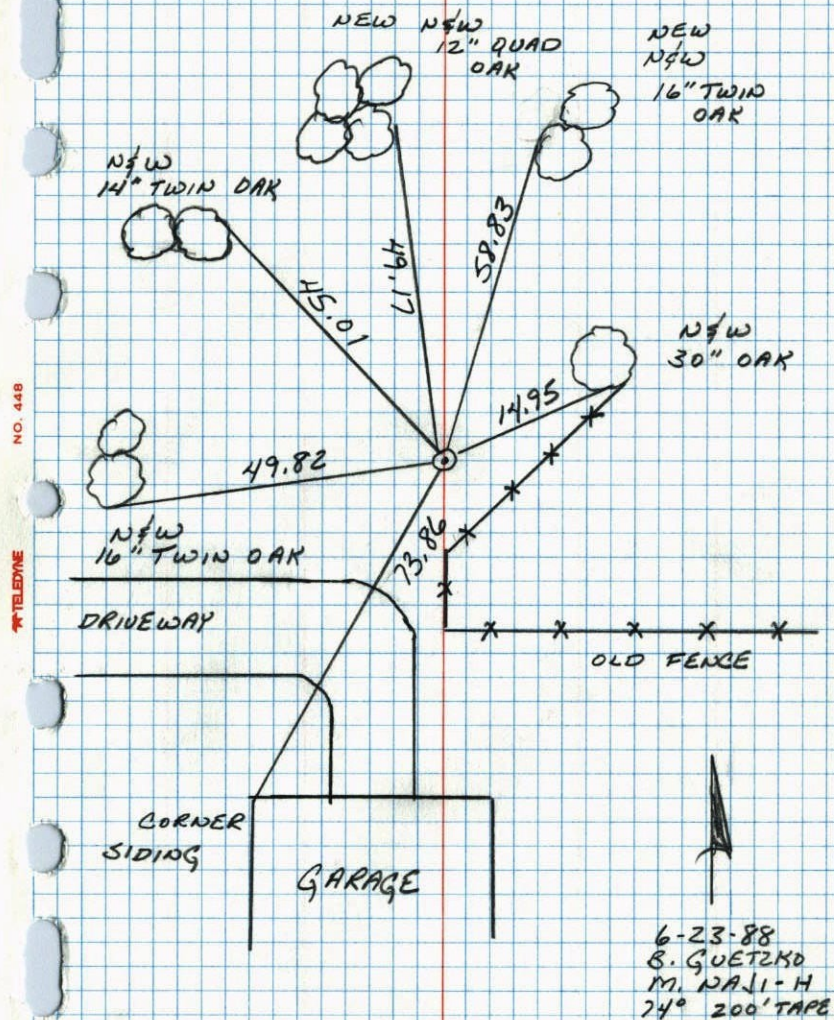 NEW N&W
12" QUAD
OAK
NEW
N&W
16" TWIN
OAK
N&W
14" TWIN OAK
45.01
49.17
58.83
N&W
30" OAK
14.95
NO. 448
49.82
N&W
16" TWIN OAK
73.86
TELEDYNE
DRIVEWAY
OLD FENCE
CORNER
SIDING
GARAGE
6-23-88
B. GUETZKO
M. NAJI-H
74° 200' TAPE